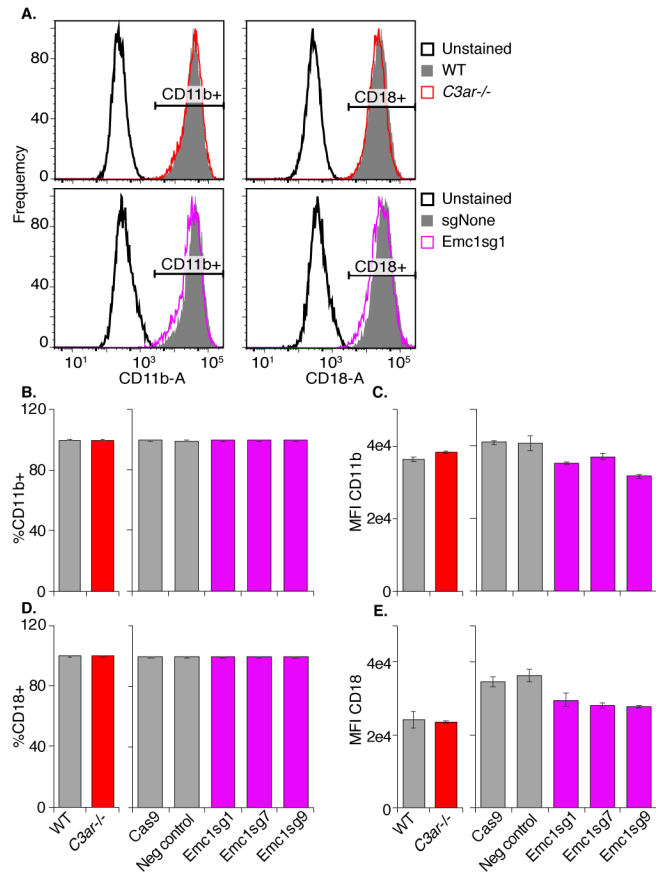 A.
Unstained
WT
C3ar-/-
CD11b+
CD18+
80
40
0
Frequemcy
Unstained
sgNone
Emc1sg1
CD11b+
CD18+
80
40
0
10¹ 10³ 10⁵
10¹ 10³ 10⁵
CD11b-A
CD18-A
B.
120
80
40
0
%CD11b+
C.
4e4
2e4
0
MFI CD11b
D.
120
80
40
0
%CD18+
WT
C3ar-/-
Cas9
Neg control
Emc1sg1
Emc1sg7
Emc1sg9
E.
4e4
2e4
0
MFI CD18
WT
C3ar-/-
Cas9
Neg control
Emc1sg1
Emc1sg7
Emc1sg9